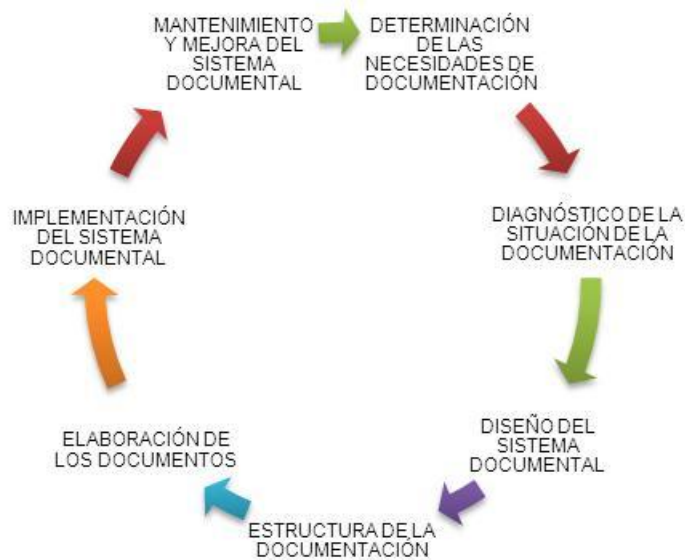 MANTENIMIENTO
Y MEJORA DEL
SISTEMA
DOCUMENTAL
DETERMINACIÓN
DE LAS
NECESIDADES DE
DOCUMENTACIÓN
DIAGNÓSTICO DE LA
SITUACIÓN DE LA
DOCUMENTACIÓN
DISEÑO DEL
SISTEMA
DOCUMENTAL
ESTRUCTURA DE LA
DOCUMENTACIÓN
ELABORACIÓN DE
LOS DOCUMENTOS
IMPLEMENTACIÓN
DEL SISTEMA
DOCUMENTAL